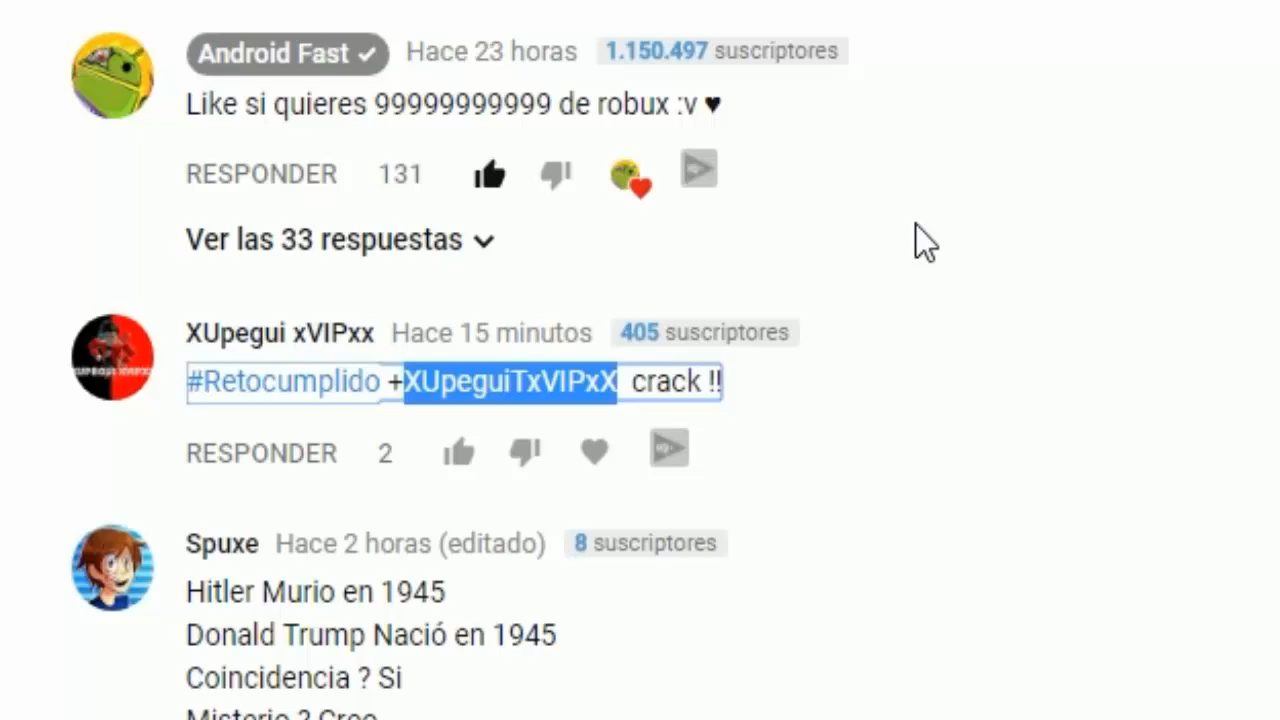 Android Fast ✓ Hace 23 horas 1.150.497 suscriptores
Like si quieres 99999999999 de robux :v ♥
RESPONDER 131
Ver las 33 respuestas
XUpegui xVIPxx Hace 15 minutos 405 suscriptores
#Retocumplido +XUpeguiTxVIPxX crack !!
RESPONDER 2
Spuxe Hace 2 horas (editado) 8 suscriptores
Hitler Murio en 1945
Donald Trump Nació en 1945
Coincidencia ? Si
Misterio ? Creo